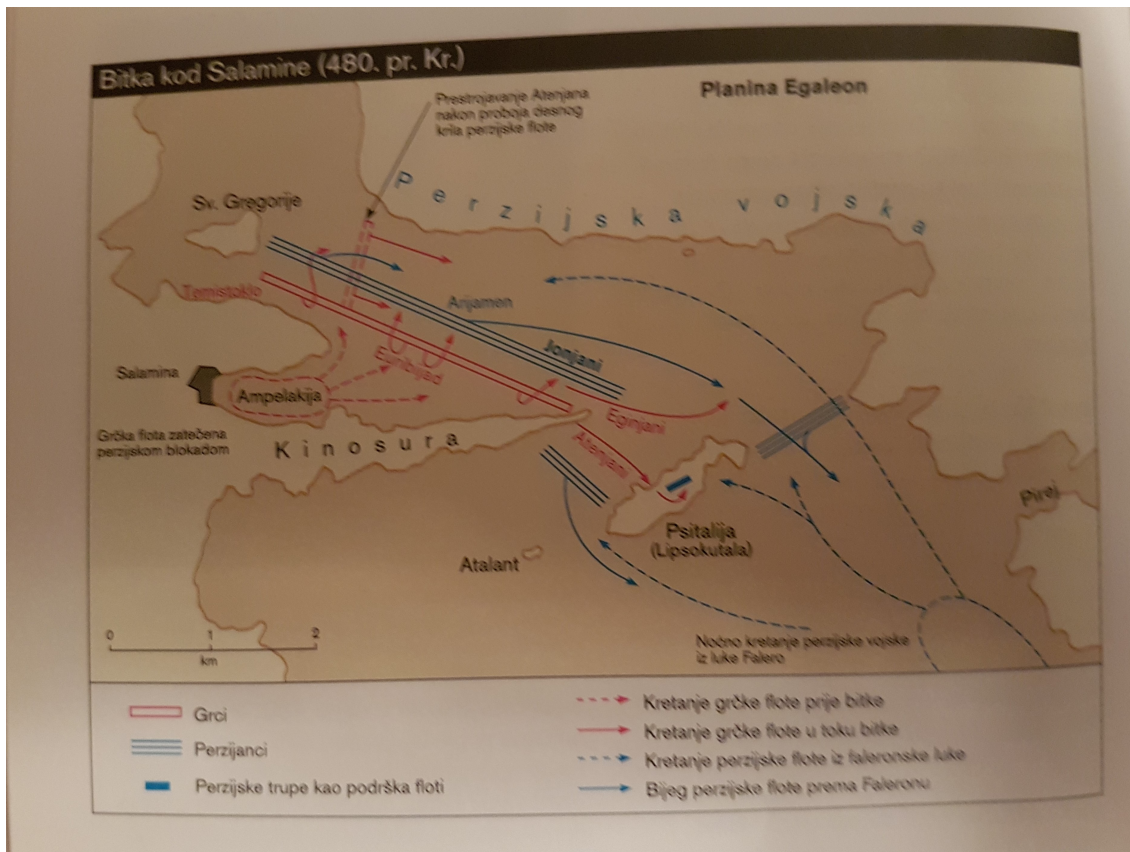 Bitka kod Salamine (480. pr. Kr.)
Planina Egaleon
Prestrojavanje Atenjana
nakon proboja desnog
krila perzijske flote
Perzijska vojska
Sv. Gregorije
Temistoklo
Arijamen
Jonjani
Euribijad
Salamina
Ampelakija
Eginjani
Grčka flota zatečena
perzijskom blokadom
Kinosura
Atenjani
Pirej
Psitalija
(Lipsokutala)
Atalant
0 1 2
km
Noćno kretanje perzijske vojske
iz luke Falero
Grci
Perzijanci
Perzijske trupe kao podrška floti
Kretanje grčke flote prije bitke
Kretanje grčke flote u toku bitke
Kretanje perzijske flote iz faleronske luke
Bijeg perzijske flote prema Faleronu